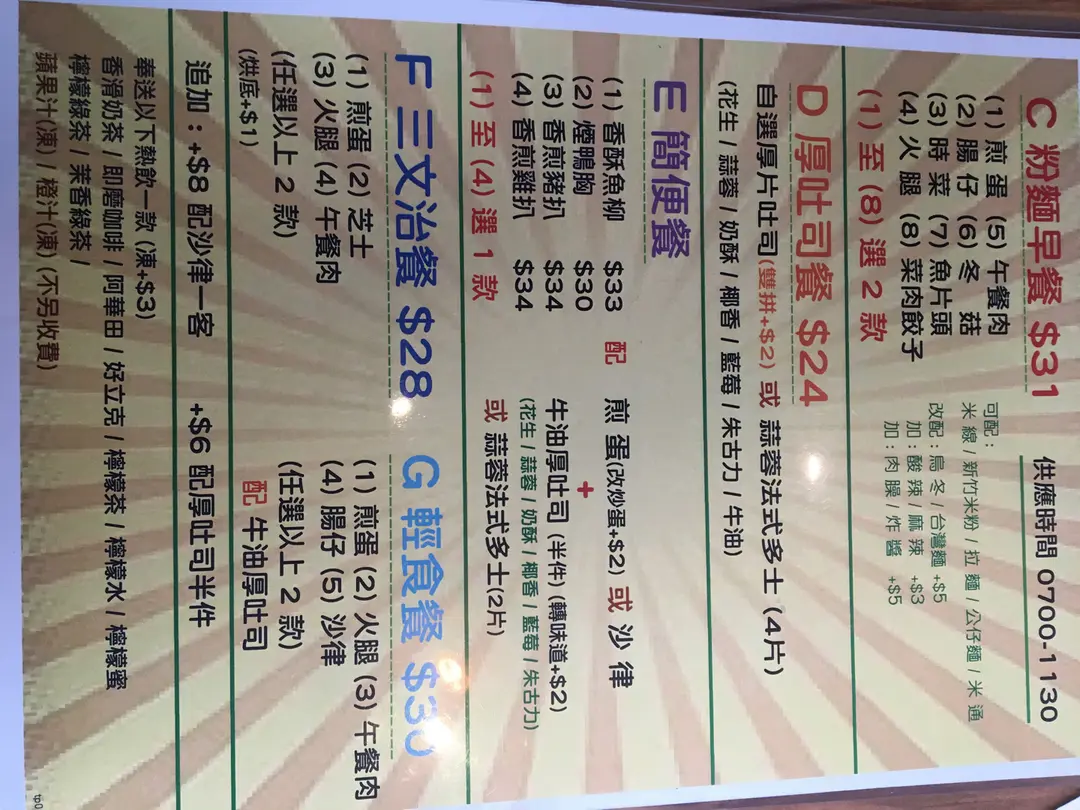 C 粉麵早餐 $31
供應時間 0700-1130
(1) 煎 蛋 (5) 午餐肉
(2) 腸 仔 (6) 冬 菇
(3) 時 菜 (7) 魚片頭
(4) 火 腿 (8) 菜肉餃子
(1) 至 (8) 選 2 款
可配：
米 線 / 新竹米粉 / 拉 麵 / 公仔麵 / 米 通
改配：烏 冬 / 台灣麵 +$5
加：酸 辣 / 麻 辣 +$3
加：肉 臊 / 炸 醬 +$5
D 厚吐司餐 $24
自選厚片吐司(雙拼+$2) 或 蒜蓉法式多士 (4片)
(花生 / 蒜蓉 / 奶酥 / 椰香 / 藍莓 / 朱古力 / 牛油)
E 簡便餐
(1) 香酥魚柳 $33
(2) 煙鴨胸 $30
(3) 香煎豬扒 $34
(4) 香煎雞扒 $34
(1) 至 (4) 選 1 款
配
煎 蛋(改炒蛋+$2) 或 沙 律
+
牛油厚吐司 (半件) (轉味道+$2)
(花生 / 蒜蓉 / 奶酥 / 椰香 / 藍莓 / 朱古力)
或 蒜蓉法式多士(2片)
F 三文治餐 $28
(1) 煎蛋 (2) 芝士
(3) 火腿 (4) 午餐肉
(任選以上 2 款)
(烘底+$1)
G 輕食餐 $30
(1) 煎蛋 (2) 火腿 (3) 午餐肉
(4) 腸仔 (5) 沙律
(任選以上 2 款)
配 牛油厚吐司
追加：+$8 配沙律一客 +$6 配厚吐司半件
奉送以下熱飲一款 (凍+$3)
香滑奶茶 / 即磨咖啡 / 阿華田 / 好立克 / 檸檬茶 / 檸檬水 / 檸檬蜜
檸檬綠茶 / 茉香綠茶 /
蘋果汁(凍) / 橙汁(凍) (不另收費)